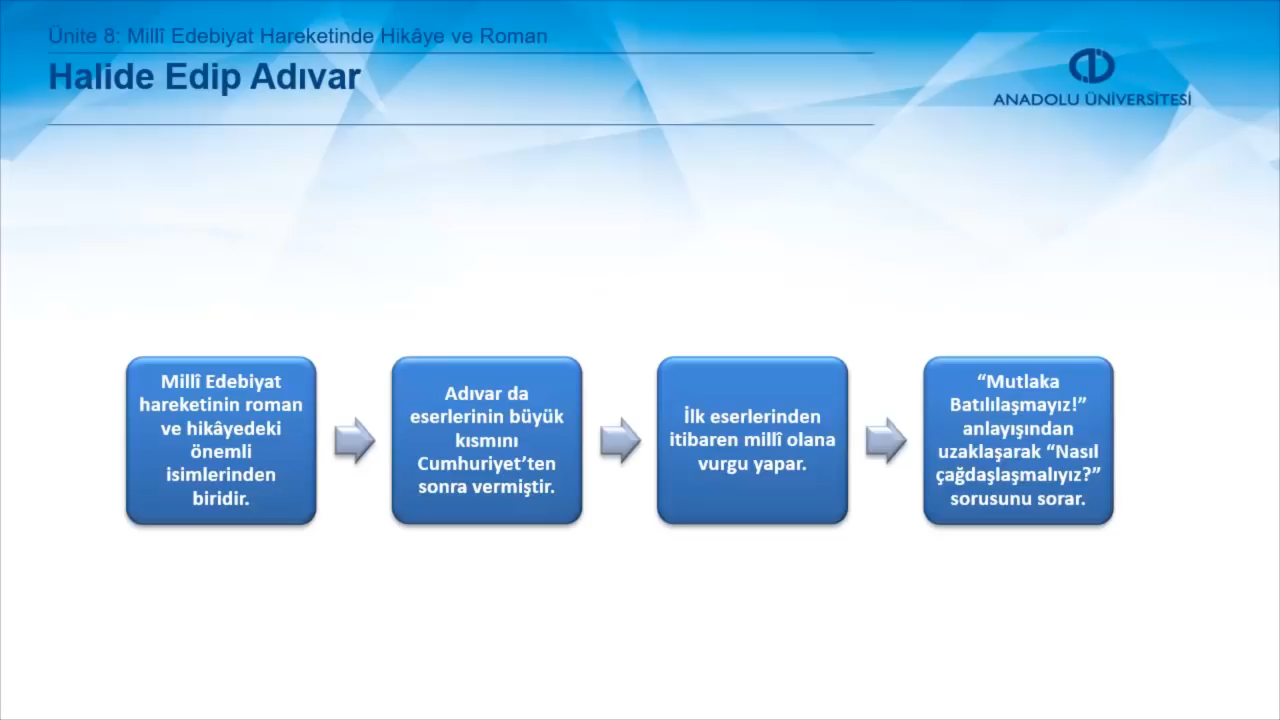 Ünite 8: Millî Edebiyat Hareketinde Hikâye ve Roman
Halide Edip Adıvar
ANADOLU ÜNİVERSİTESİ
Millî Edebiyat
hareketinin roman
ve hikâyedeki
önemli
isimlerinden
biridir.
Adıvar da
eserlerinin büyük
kısmını
Cumhuriyet’ten
sonra vermiştir.
İlk eserlerinden
itibaren millî olana
vurgu yapar.
“Mutlaka
Batılılaşmayız!”
anlayışından
uzaklaşarak “Nasıl
çağdaşlaşmalıyız?”
sorusunu sorar.